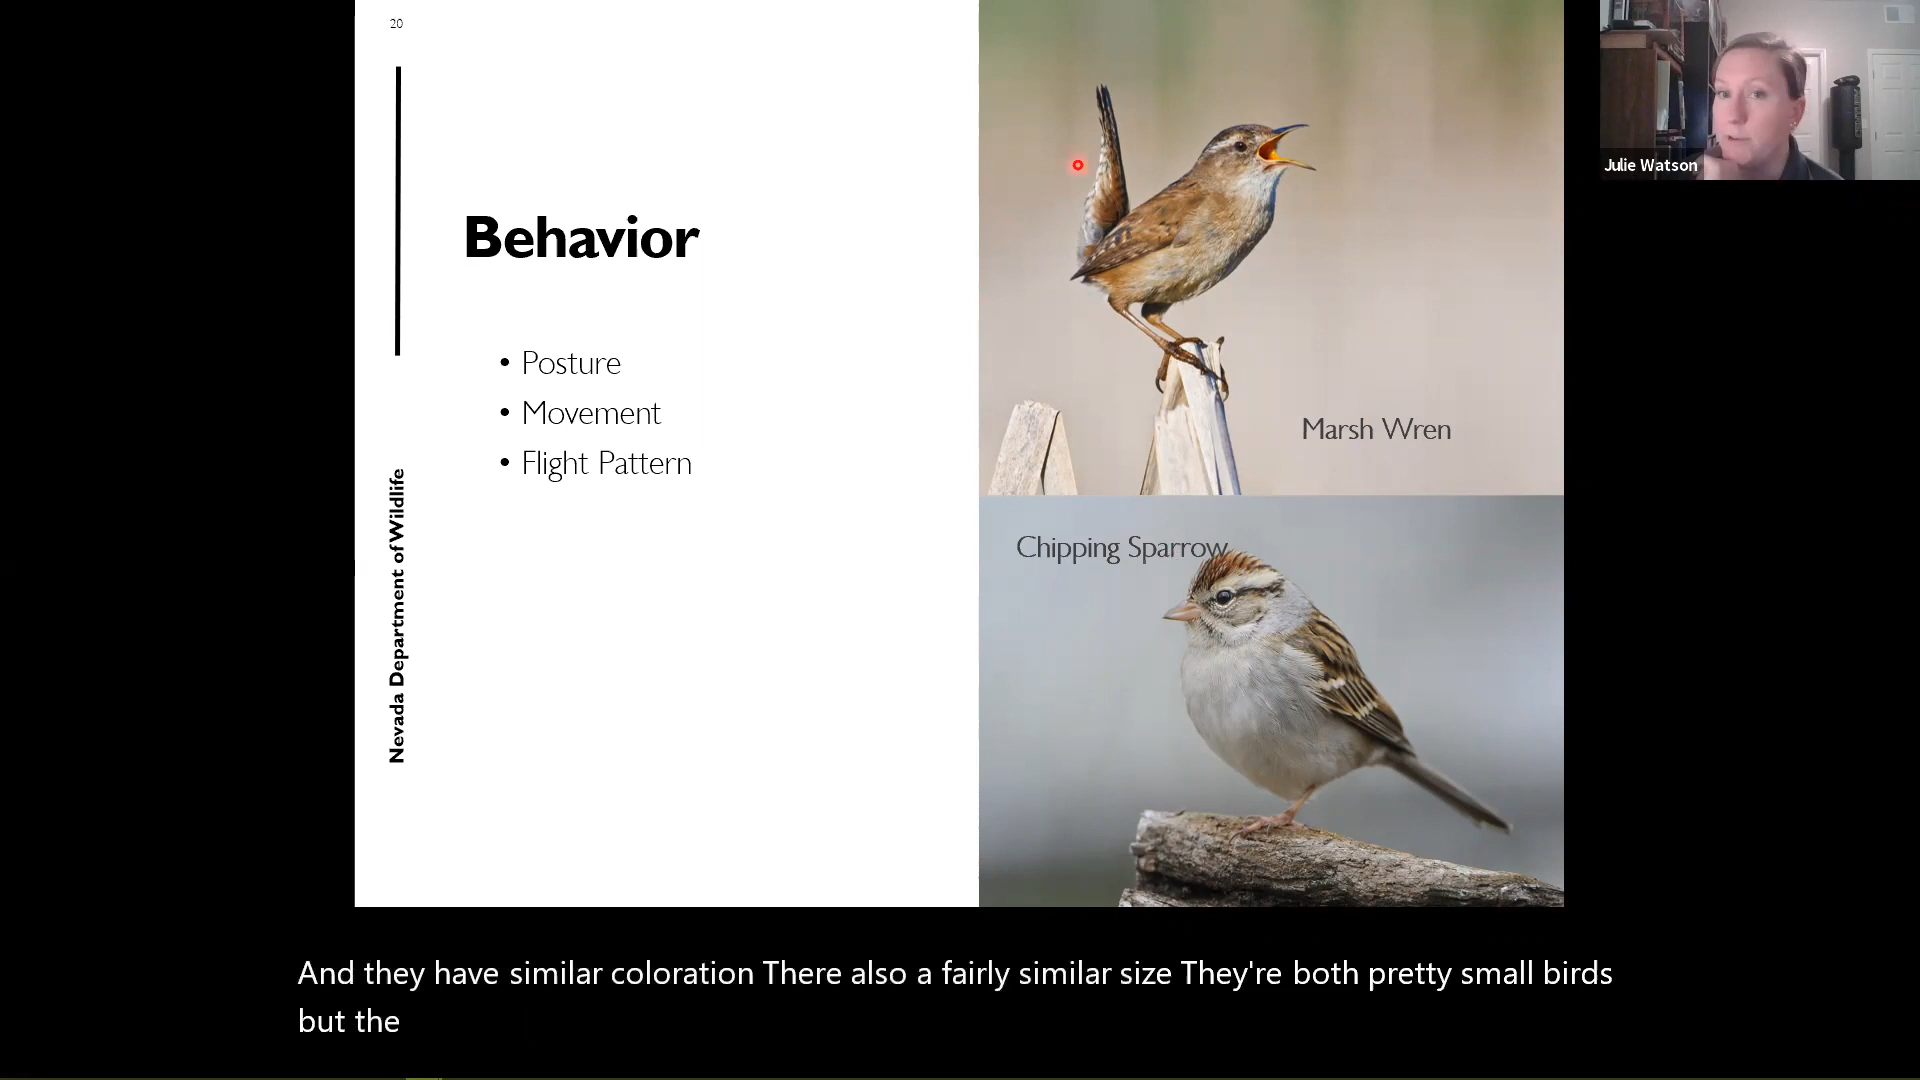 20
Behavior
• Posture
• Movement
• Flight Pattern
Nevada Department of Wildlife
Marsh Wren
Chipping Sparrow
Julie Watson
And they have similar coloration There also a fairly similar size They're both pretty small birds
but the